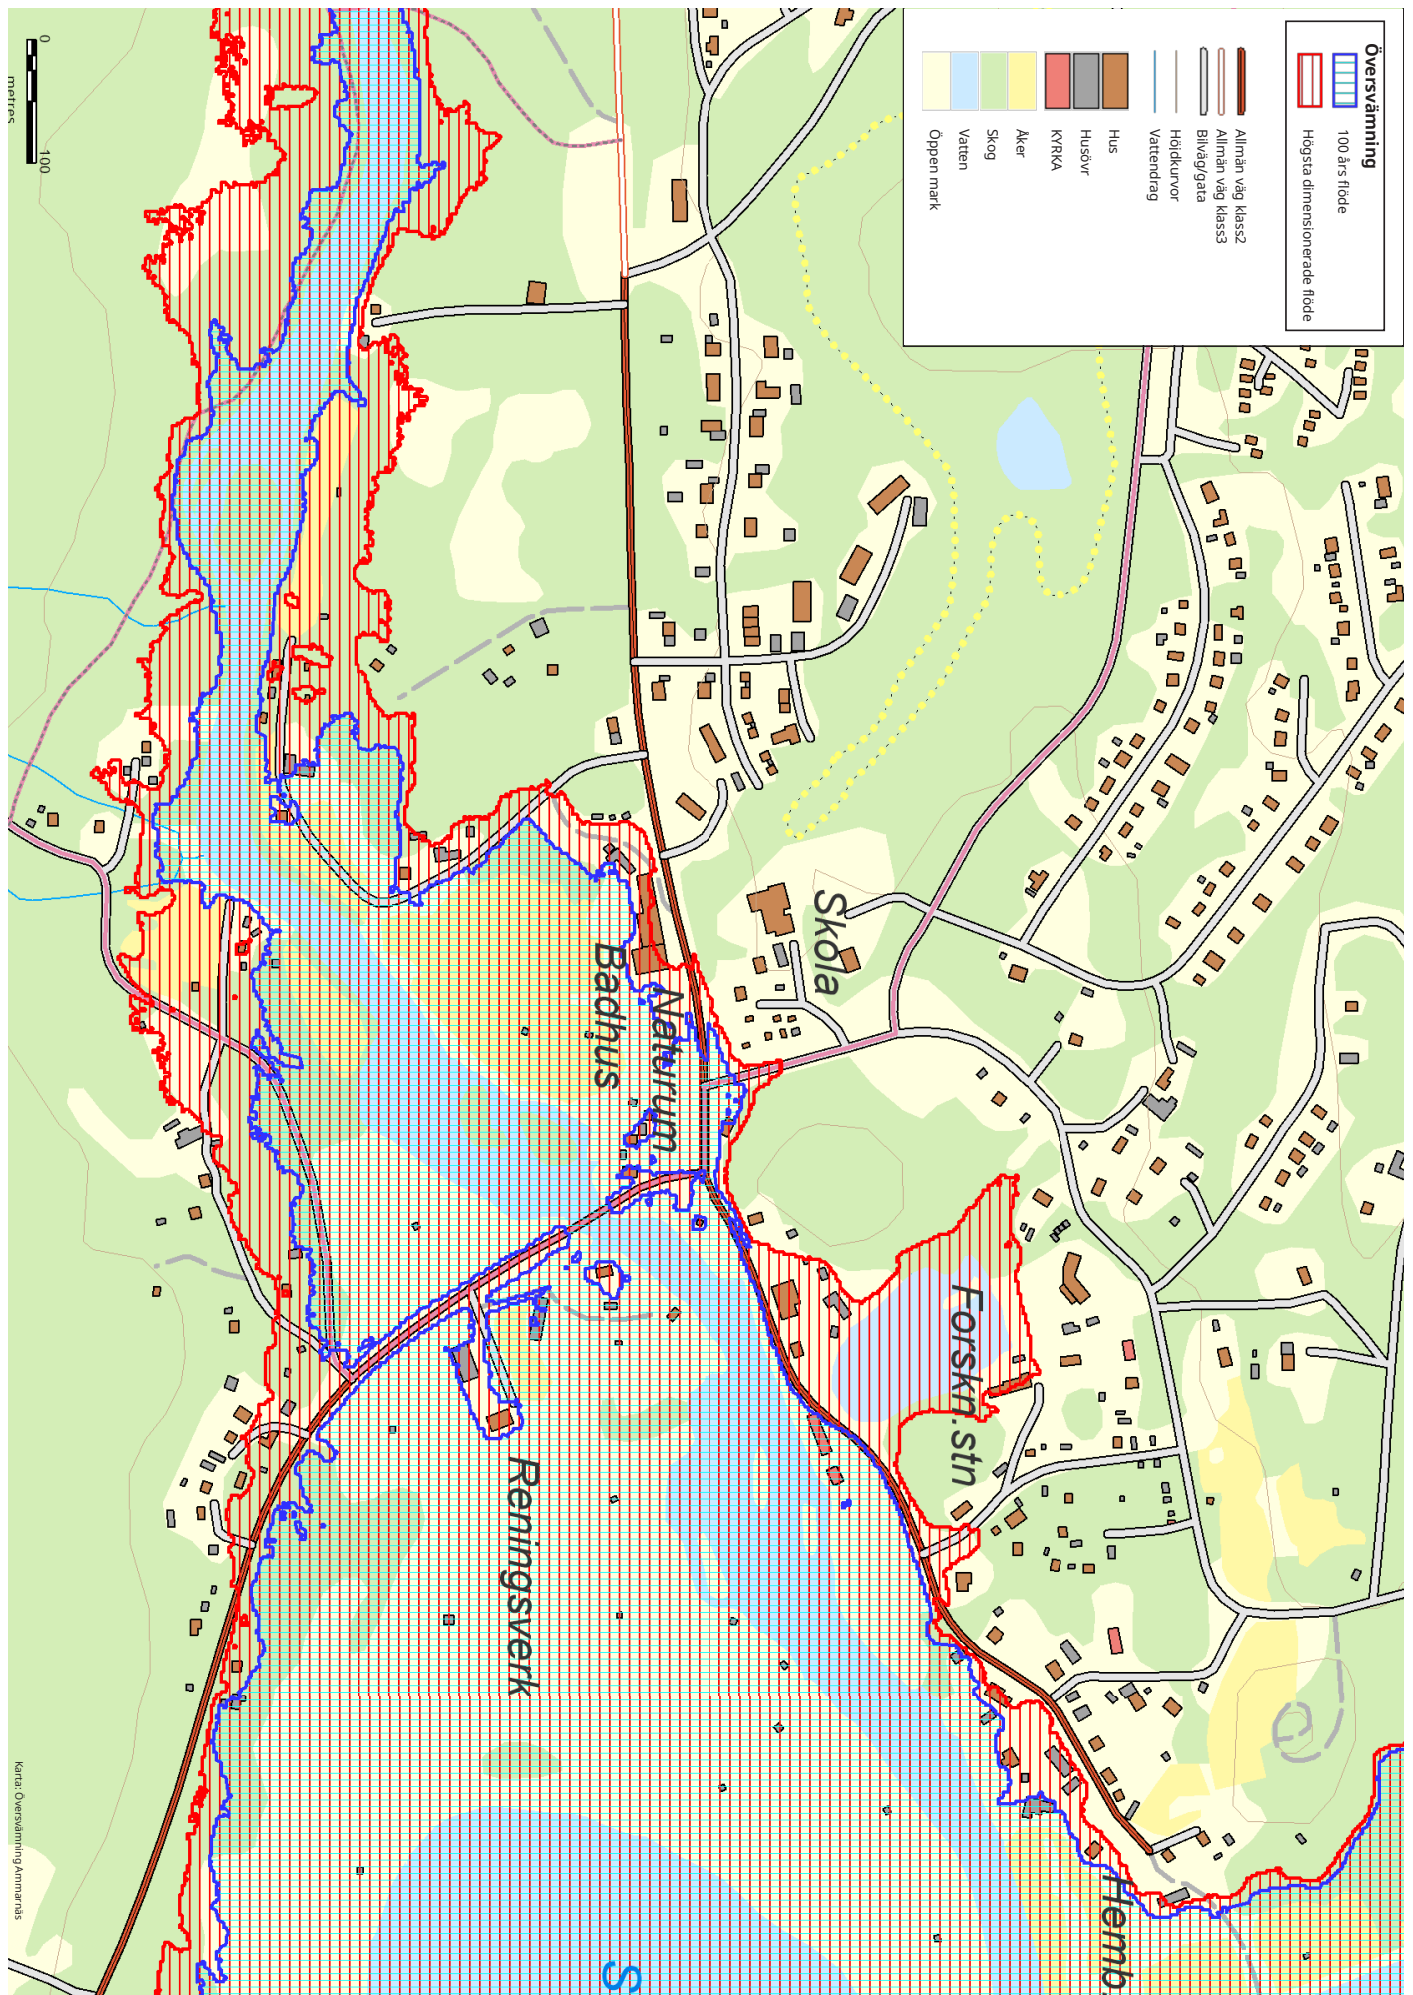 Översvämning
100 års flöde
Högsta dimensionerade flöde
Allmän väg klass2
Allmän väg klass3
Bilväg/gata
Höjdkurvor
Vattendrag
Hus
Husövr
KYRKA
Åker
Skog
Vatten
Öppen mark
0 100
metres
Skola
Naturum
Badhus
Forskn.stn
Reningsverk
Hemb
S
Karta: Översvämning Ammarnäs